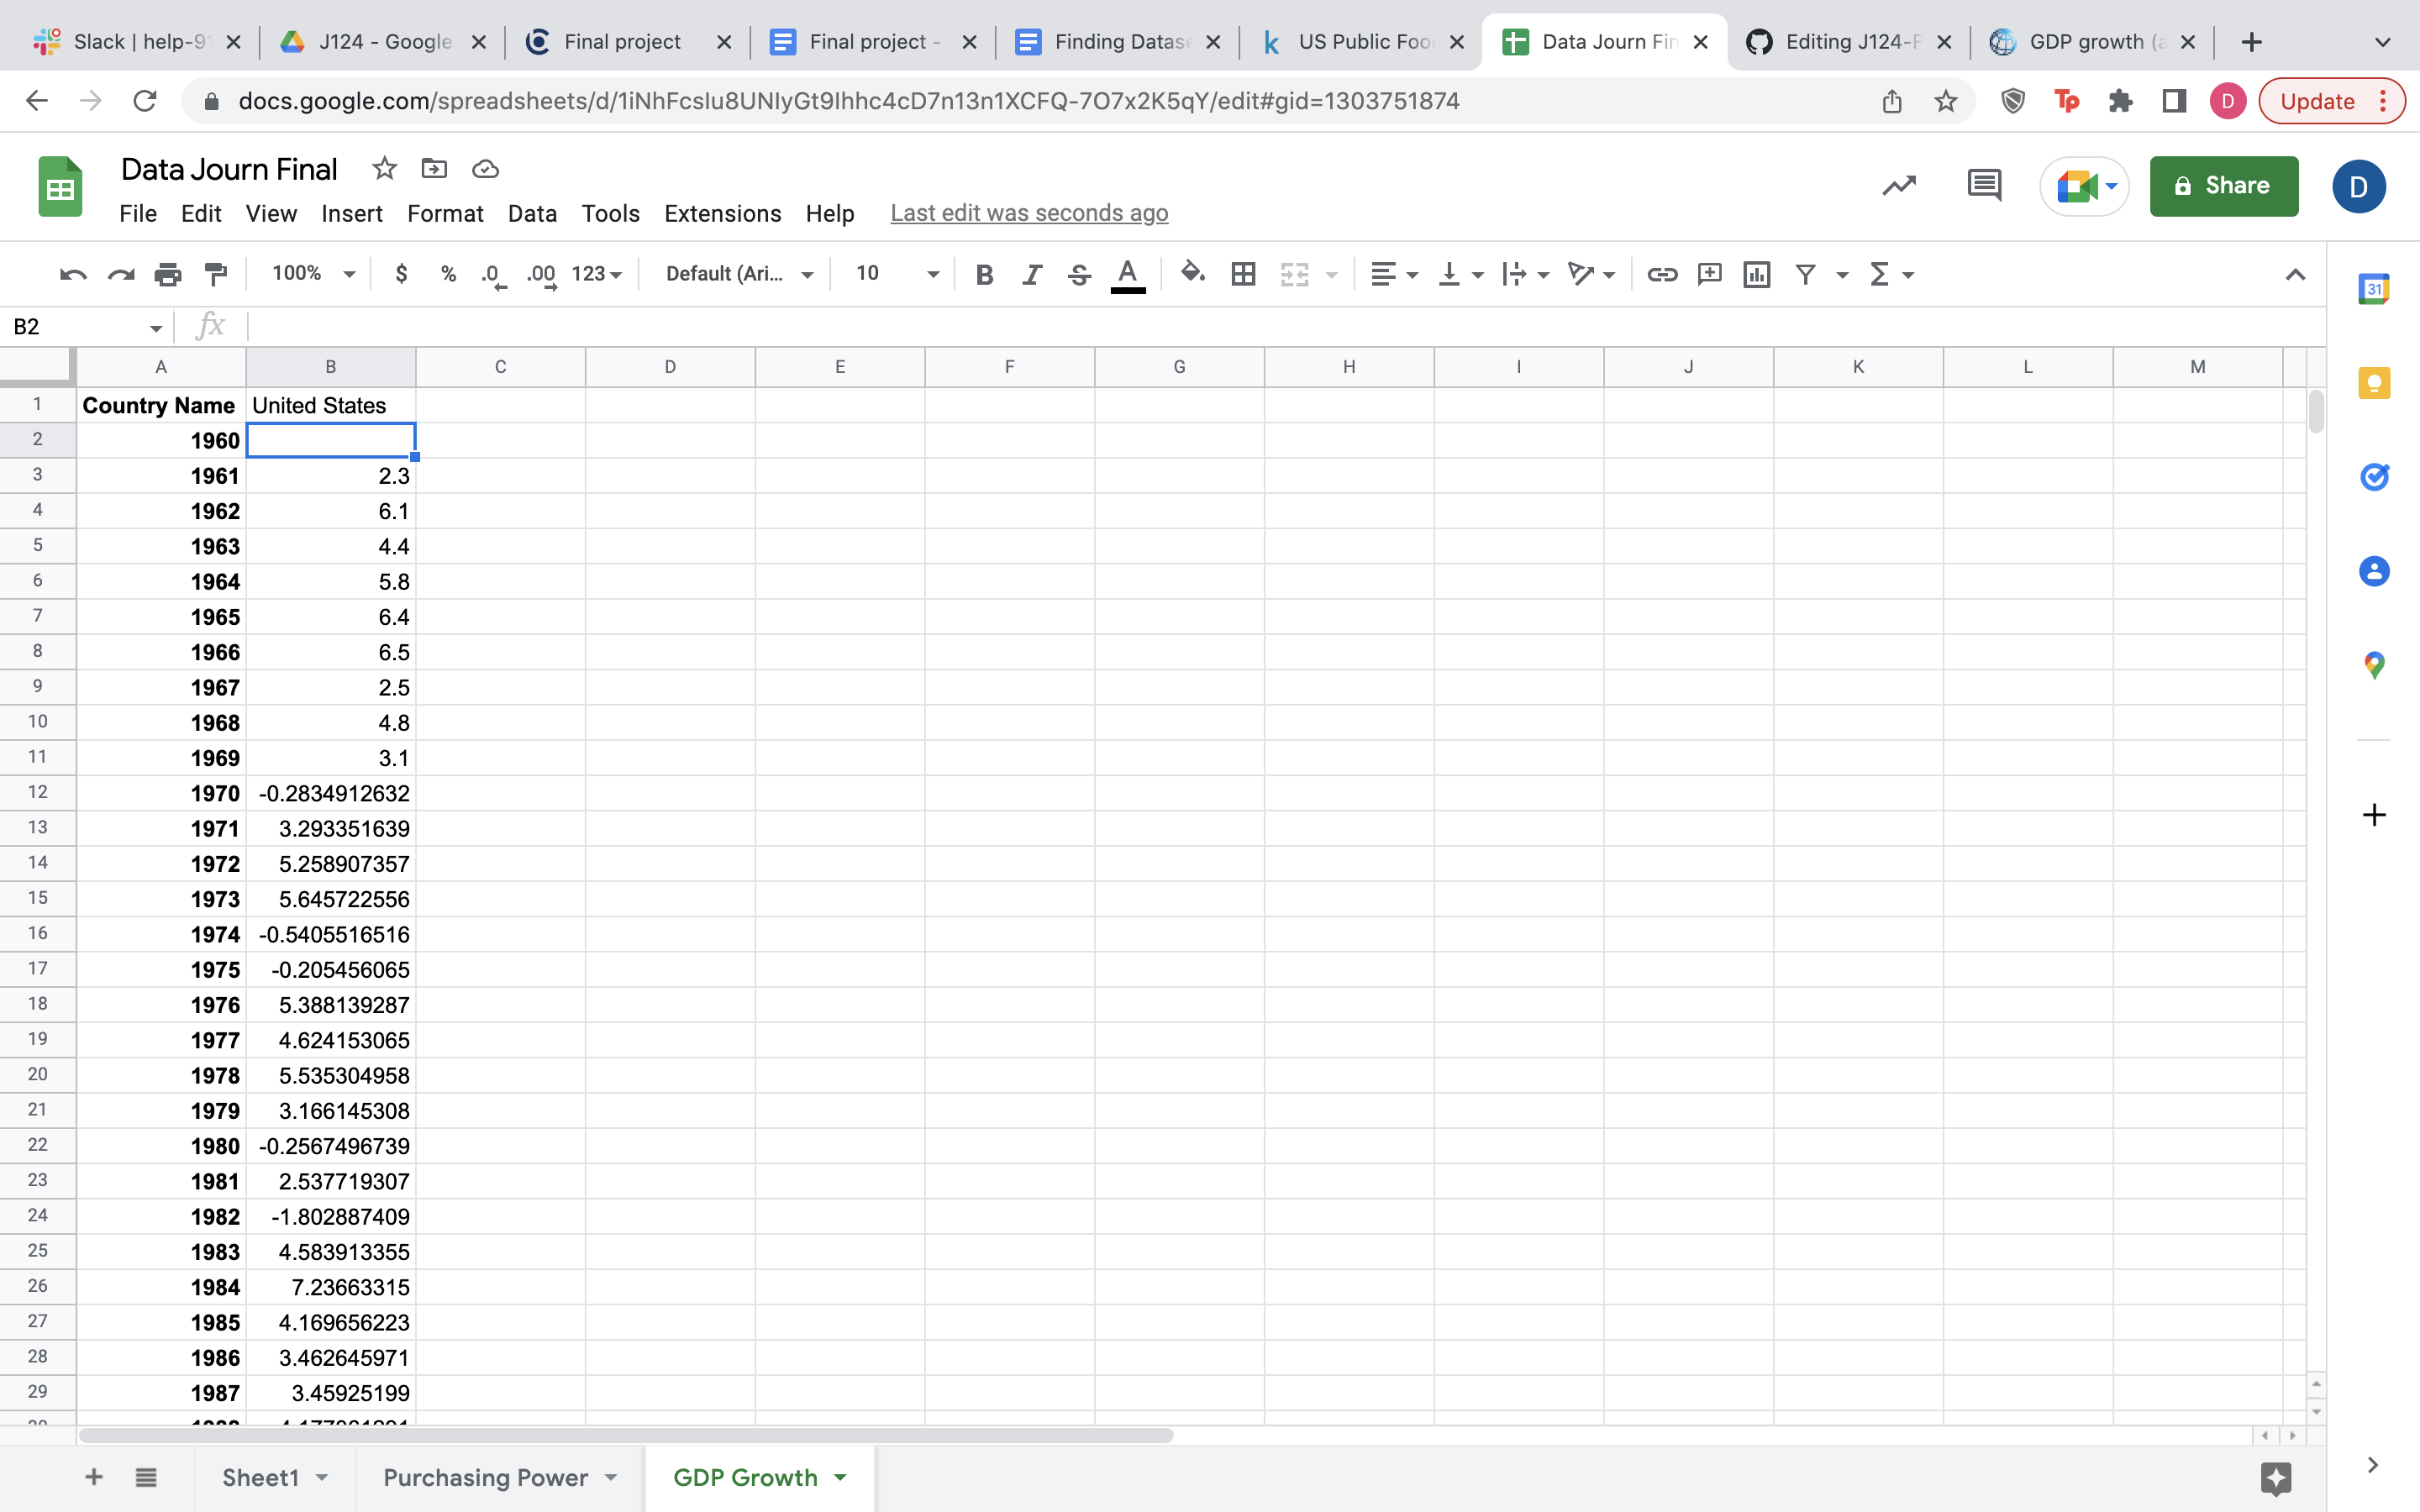 Slack | help-91 J124 - Google Final project Final project - Finding Datase US Public Foo Data Journ Fin Editing J124-F GDP growth (a
docs.google.com/spreadsheets/d/1iNhFcsIu8UNIyGt9Ihhc4cD7n13n1XCFQ-7O7x2K5qY/edit#gid=1303751874 Tp D Update
Data Journ Final
Share D
File Edit View Insert Format Data Tools Extensions Help Last edit was seconds ago
100% $ % .0 .00 123 Default (Ari... 10 B I S A Σ
31
B2 fx
A B C D E F G H I J K L M
1 Country Name United States
2 1960
3 1961 2.3
4 1962 6.1
5 1963 4.4
6 1964 5.8
7 1965 6.4
8 1966 6.5
9 1967 2.5
10 1968 4.8
11 1969 3.1
12 1970 -0.2834912632
13 1971 3.293351639
14 1972 5.258907357
15 1973 5.645722556
16 1974 -0.5405516516
17 1975 -0.205456065
18 1976 5.388139287
19 1977 4.624153065
20 1978 5.535304958
21 1979 3.166145308
22 1980 -0.2567496739
23 1981 2.537719307
24 1982 -1.802887409
25 1983 4.583913355
26 1984 7.23663315
27 1985 4.169656223
28 1986 3.462645971
29 1987 3.45925199
Sheet1 Purchasing Power GDP Growth